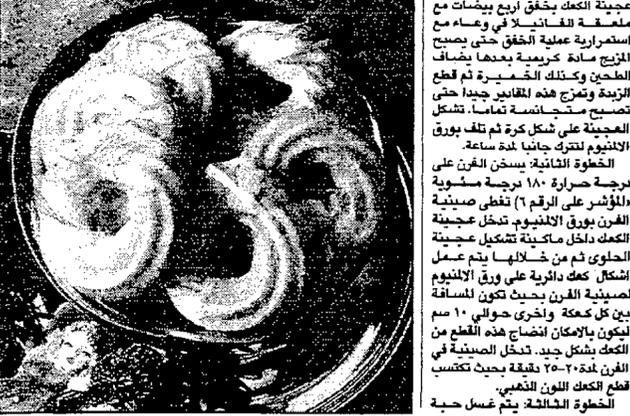 عجينة الكعك بخفق أربع بيضات مع
ملعقة الفانيلا في وعاء مع
استمرارية عملية الخفق حتى يصبح
المزيج مادة كريمية بعدها يضاف
الطحين وكذلك الخميرة ثم قطع
الزبدة وتمزج هذه المقادير جيدا حتى
تصبح متجانسة تماما. تشكل
العجينة على شكل كرة ثم تلف بورق
الالمنيوم لتترك جانبا لمدة ساعة.
الخطوة الثانية: يسخن الفرن على
درجة حرارة ١٨٠ درجة مئوية
(المؤشر على الرقم ٦) تغطى صينية
الفرن بورق الالمنيوم. تدخل عجينة
الكعك داخل ماكينة تشكيل عجينة
الحلوى ثم من خلالها يتم عمل
اشكال كعك دائرية على ورق الالمنيوم
لصينية الفرن بحيث تكون المسافة
بين كل كعكة واخرى حوالي ١٠ سم
ليكون بالامكان انضاج هذه القطع من
الكعك بشكل جيد. تدخل الصينية في
الفرن لمدة ٢٠-٢٥ دقيقة بحيث تكتسب
قطع الكعك اللون الذهبي.
الخطوة الثالثة: يتم غسل حبة